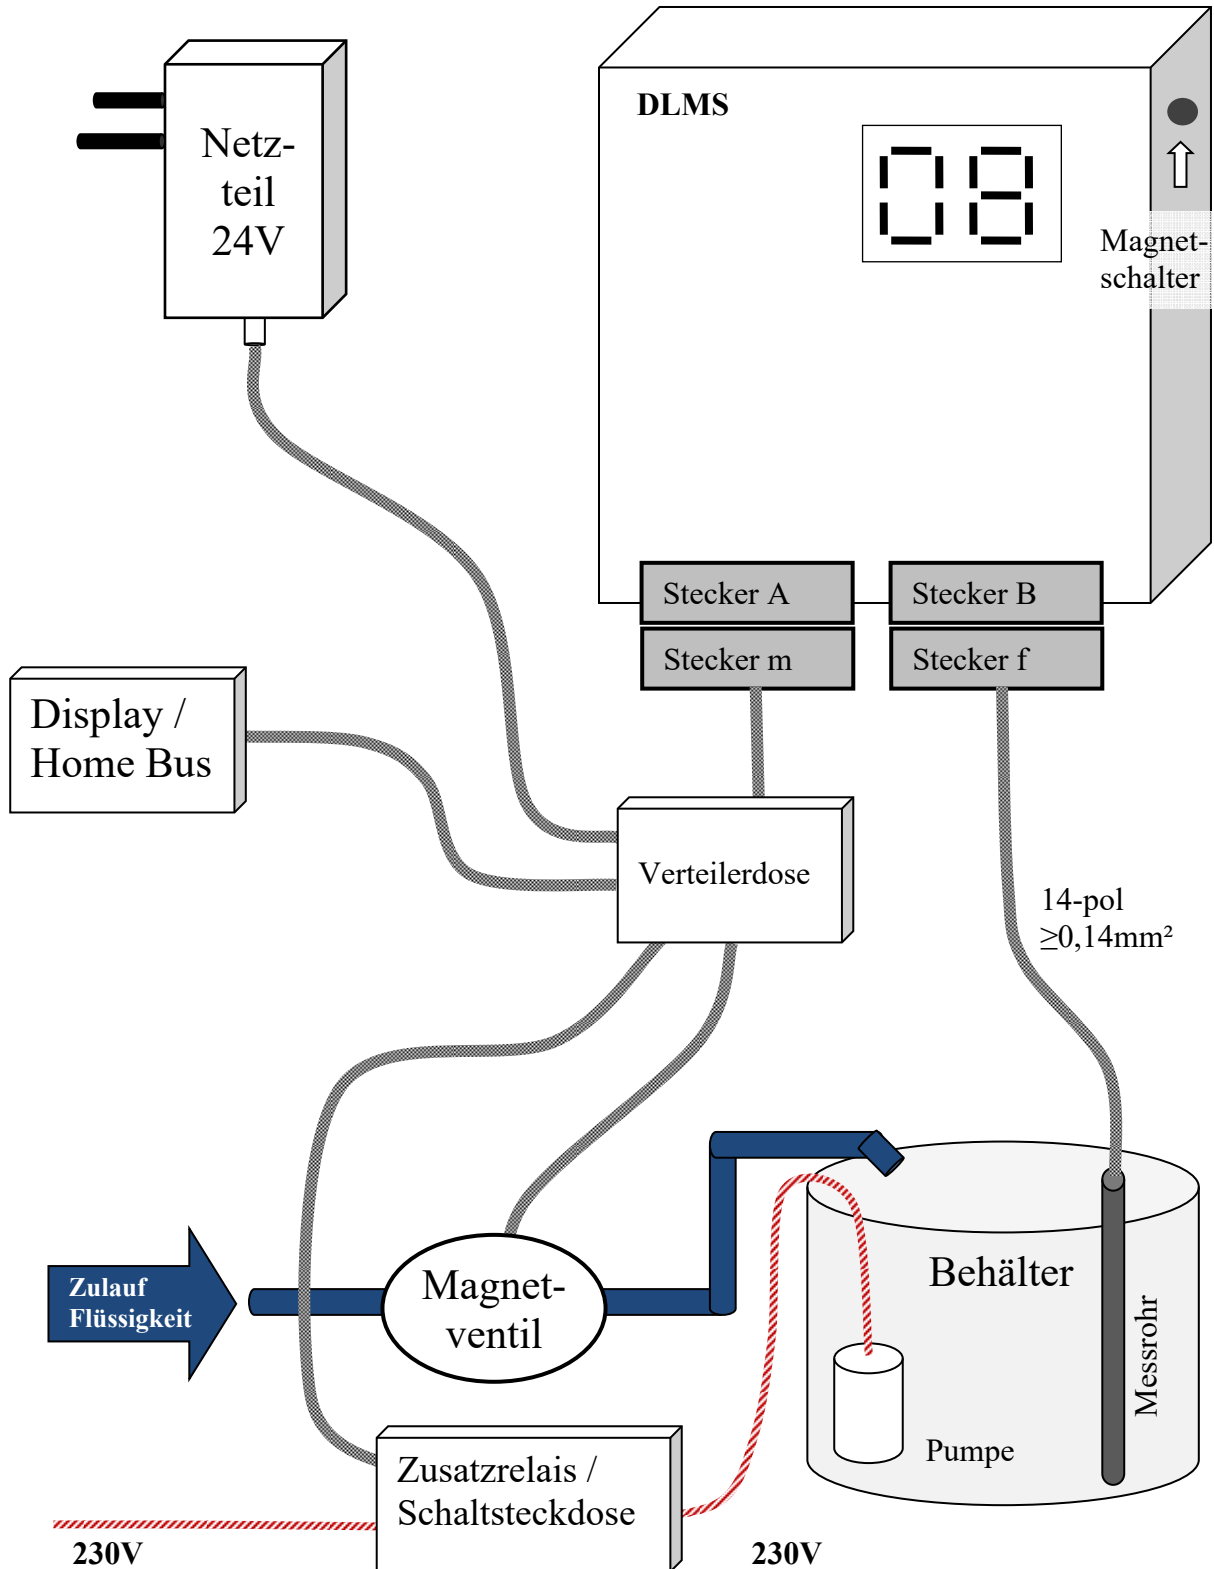 DLMS
08
Netz-
teil
24V
Magnet-
schalter
Stecker A
Stecker B
Stecker m
Stecker f
Display /
Home Bus
Verteilerdose
14-pol
≥0,14mm²
Zulauf
Flüssigkeit
Magnet-
ventil
Behälter
Messrohr
Pumpe
Zusatzrelais /
Schaltsteckdose
230V
230V